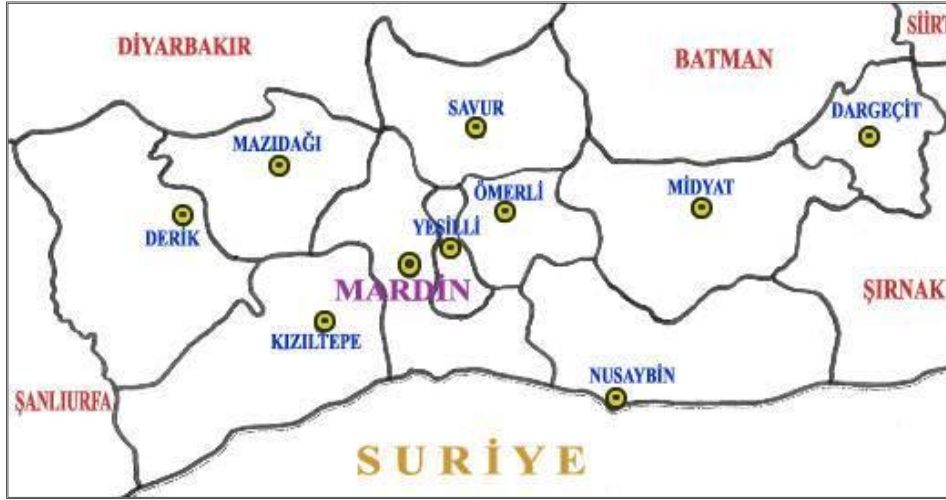 SİİRT
DİYARBAKIR
BATMAN
SAVUR
DARGEÇİT
MAZIDAĞI
ÖMERLİ
MİDYAT
YEŞİLLİ
DERİK
MARDİN
ŞIRNAK
KIZILTEPE
NUSAYBİN
ŞANLIURFA
SURİYE